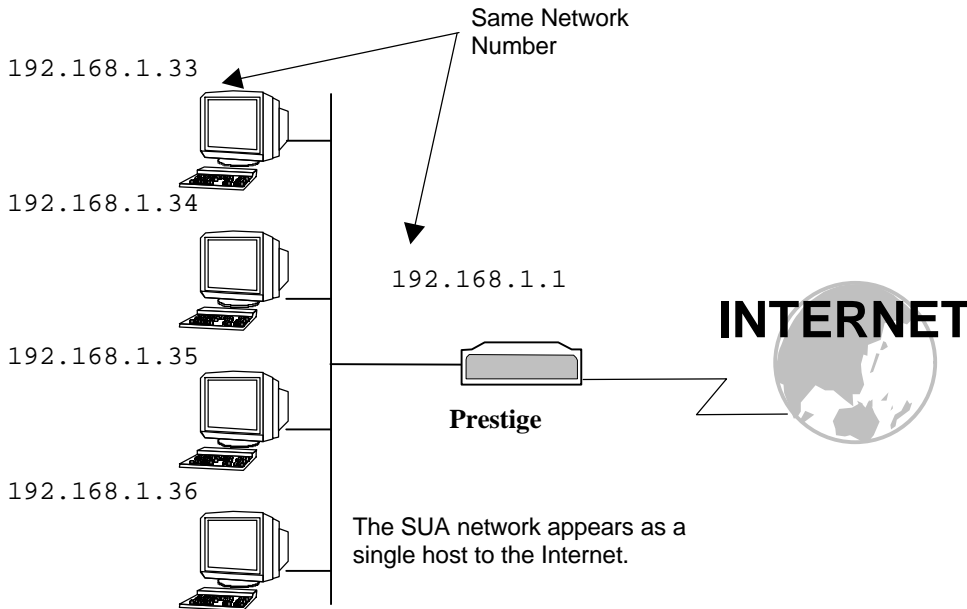 Same Network
Number
192.168.1.33
192.168.1.34
192.168.1.1
INTERNET
192.168.1.35
Prestige
192.168.1.36
The SUA network appears as a
single host to the Internet.